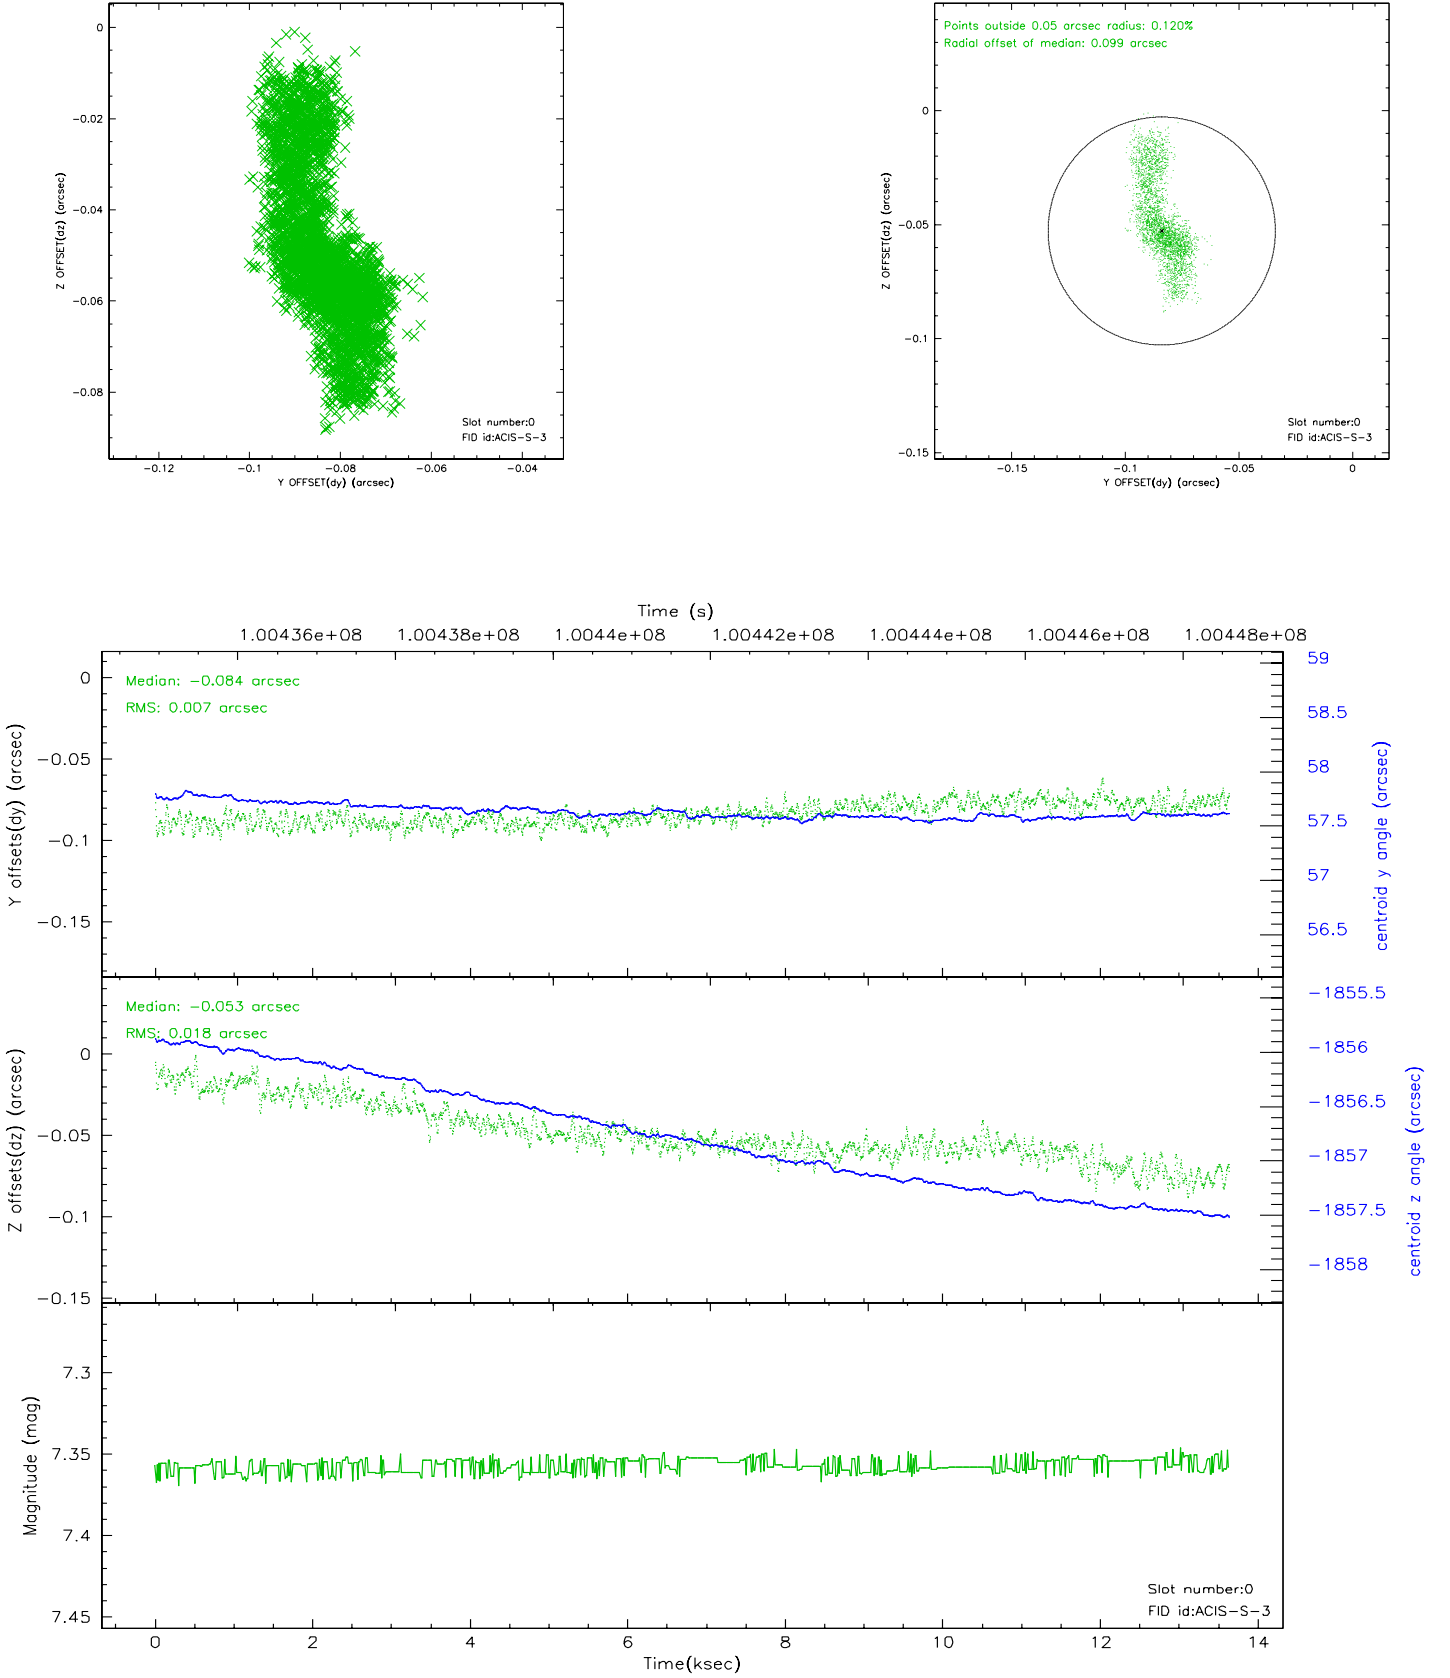 0
-0.02
-0.04
-0.06
-0.08
Z OFFSET(dz) (arcsec)
Slot number:0
FID id:ACIS-S-3
-0.12 -0.1 -0.08 -0.06 -0.04
Y OFFSET(dy) (arcsec)
Points outside 0.05 arcsec radius: 0.120%
Radial offset of median: 0.099 arcsec
0
-0.05
-0.1
-0.15
Z OFFSET(dz) (arcsec)
Slot number:0
FID id:ACIS-S-3
-0.15 -0.1 -0.05 0
Y OFFSET(dy) (arcsec)
Time (s)
1.00436e+08 1.00438e+08 1.0044e+08 1.00442e+08 1.00444e+08 1.00446e+08 1.00448e+08
Median: -0.084 arcsec
RMS: 0.007 arcsec
0
-0.05
-0.1
-0.15
Y offsets(dy) (arcsec)
59
58.5
58
57.5
57
56.5
centroid y angle (arcsec)
Median: -0.053 arcsec
RMS: 0.018 arcsec
0
-0.05
-0.1
-0.15
Z offsets(dz) (arcsec)
-1855.5
-1856
-1856.5
-1857
-1857.5
-1858
centroid z angle (arcsec)
7.3
7.35
7.4
7.45
Magnitude (mag)
Slot number:0
FID id:ACIS-S-3
0 2 4 6 8 10 12 14
Time(ksec)